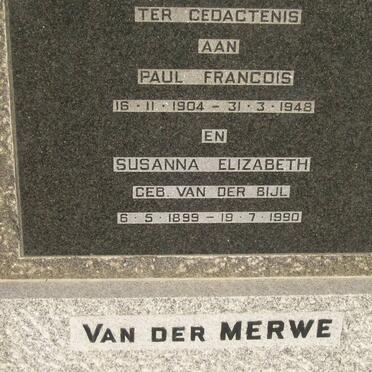 TER GEDACTENIS
AAN
PAUL FRANCOIS
16·11·1904 – 31·3·1948
EN
SUSANNA ELIZABETH
GEB. VAN DER BIJL
6·5·1899 – 19·7·1990
VAN DER MERWE